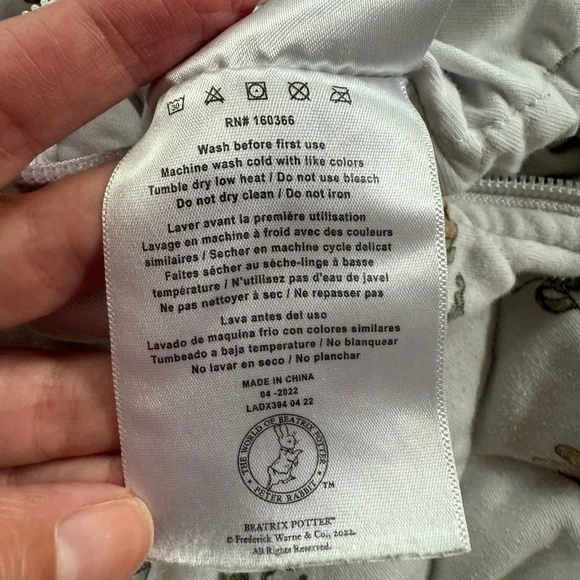 30
RN# 160366
Wash before first use
Machine wash cold with like colors
Tumble dry low heat / Do not use bleach
Do not dry clean / Do not iron
Laver avant la première utilisation
Lavage en machine à froid avec des couleurs
similaires / Secher en machine cycle delicat
Faites sécher au sèche-linge à basse
température / N'utilisez pas d'eau de javel
Ne pas nettoyer à sec / Ne repasser pas
Lava antes del uso
Lavado de maquina frio con colores similares
Tumbeado a baja temperature / No blanquear
No lavar en seco / No planchar
MADE IN CHINA
04 -2022
LADX394 04 22
THE WORLD OF BEATRIX POTTER
PETER RABBIT
TM
BEATRIX POTTER™
© Frederick Warne & Co., 2022.
All Rights Reserved.